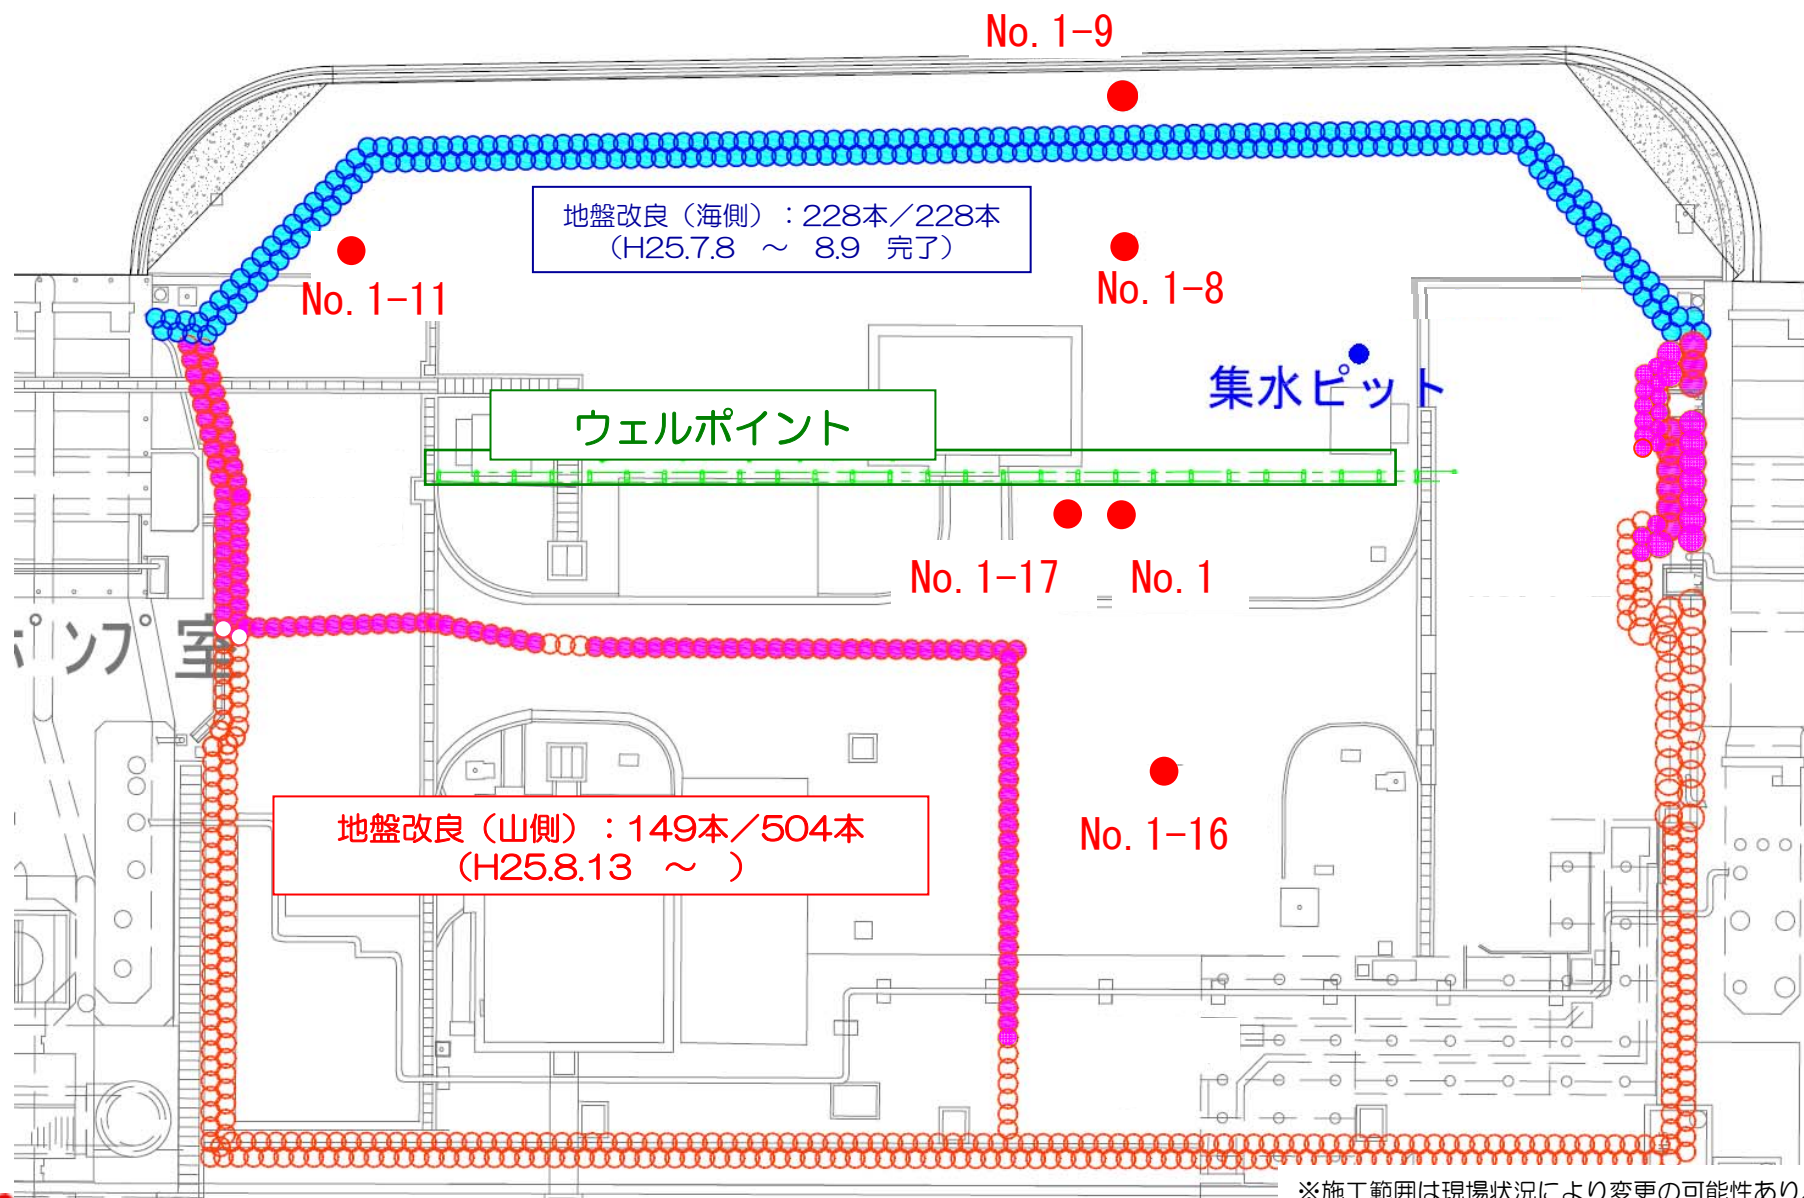 No. 1-9
地盤改良（海側）：228本／228本
（H25.7.8　～　8.9　完了）
No. 1-11
No. 1-8
集水ピット
ウェルポイント
No. 1-17
No. 1
ﾎﾟﾝﾌﾟ室
No. 1-16
地盤改良（山側）：149本／504本
（H25.8.13　～　）
※施工範囲は現場状況により変更の可能性あり